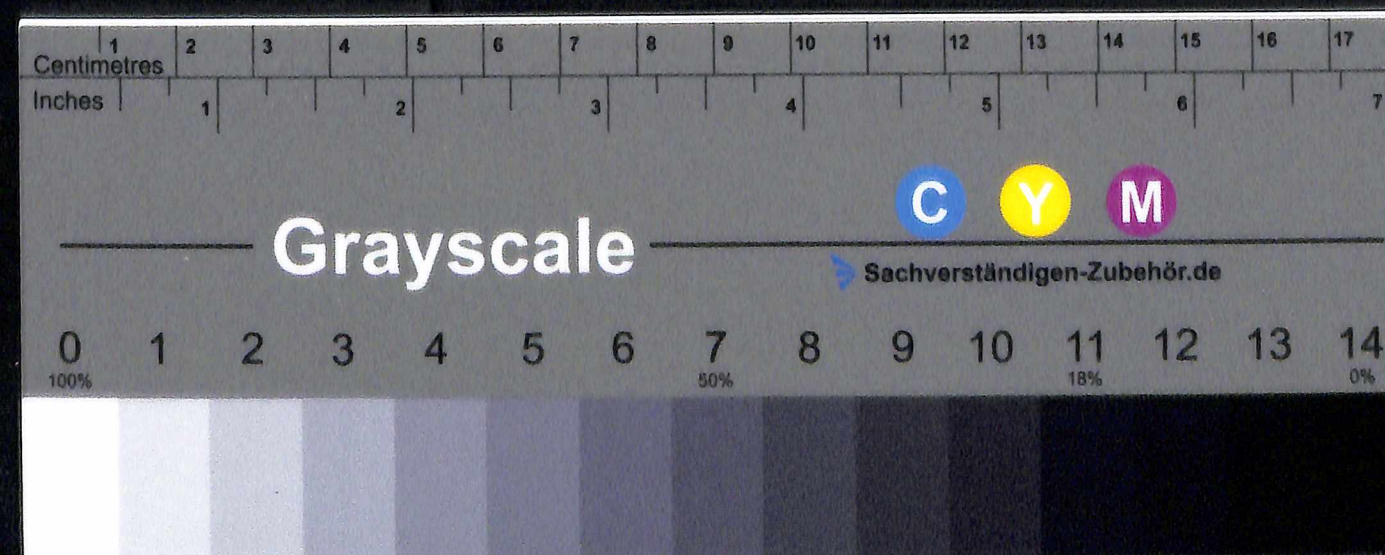 1 2 3 4 5 6 7 8 9 10 11 12 13 14 15 16 17
Centimetres
Inches 1 2 3 4 5 6 7
C Y M
Grayscale
Sachverständigen-Zubehör.de
0 1 2 3 4 5 6 7 8 9 10 11 12 13 14
100% 50% 18% 0%